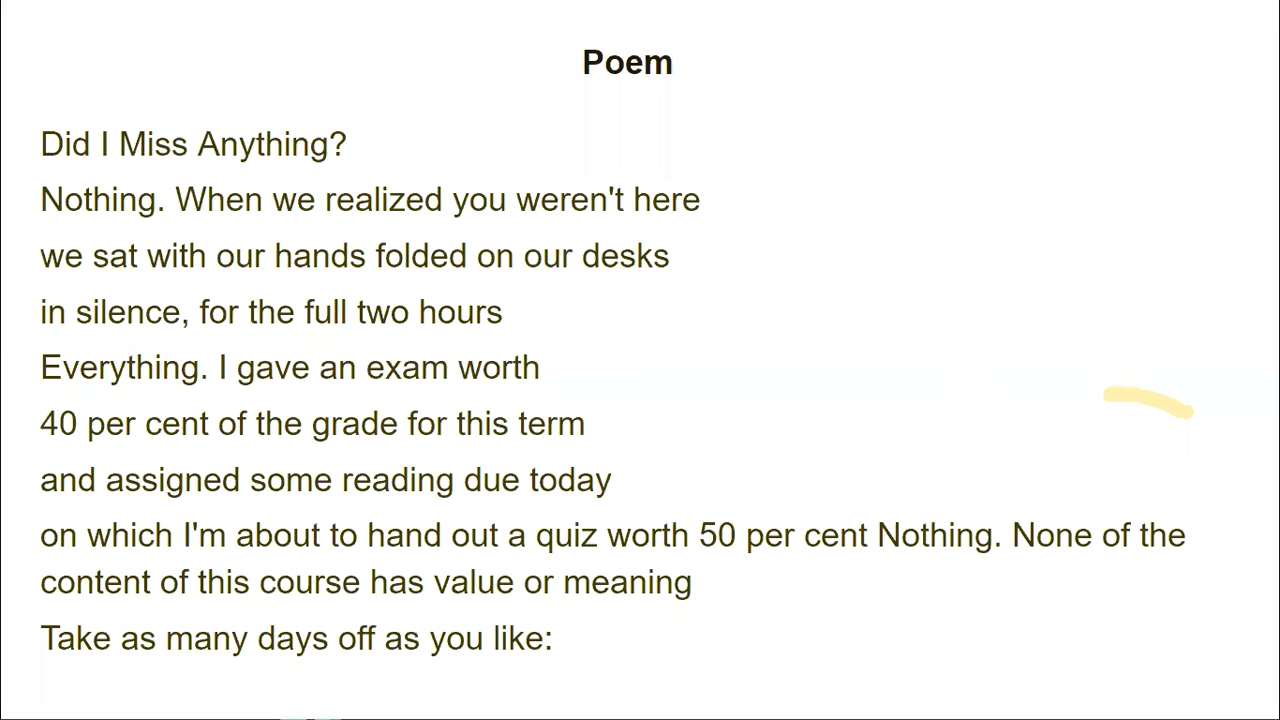 Poem
Did I Miss Anything?
Nothing. When we realized you weren't here
we sat with our hands folded on our desks
in silence, for the full two hours
Everything. I gave an exam worth
40 per cent of the grade for this term
and assigned some reading due today
on which I'm about to hand out a quiz worth 50 per cent Nothing. None of the
content of this course has value or meaning
Take as many days off as you like: